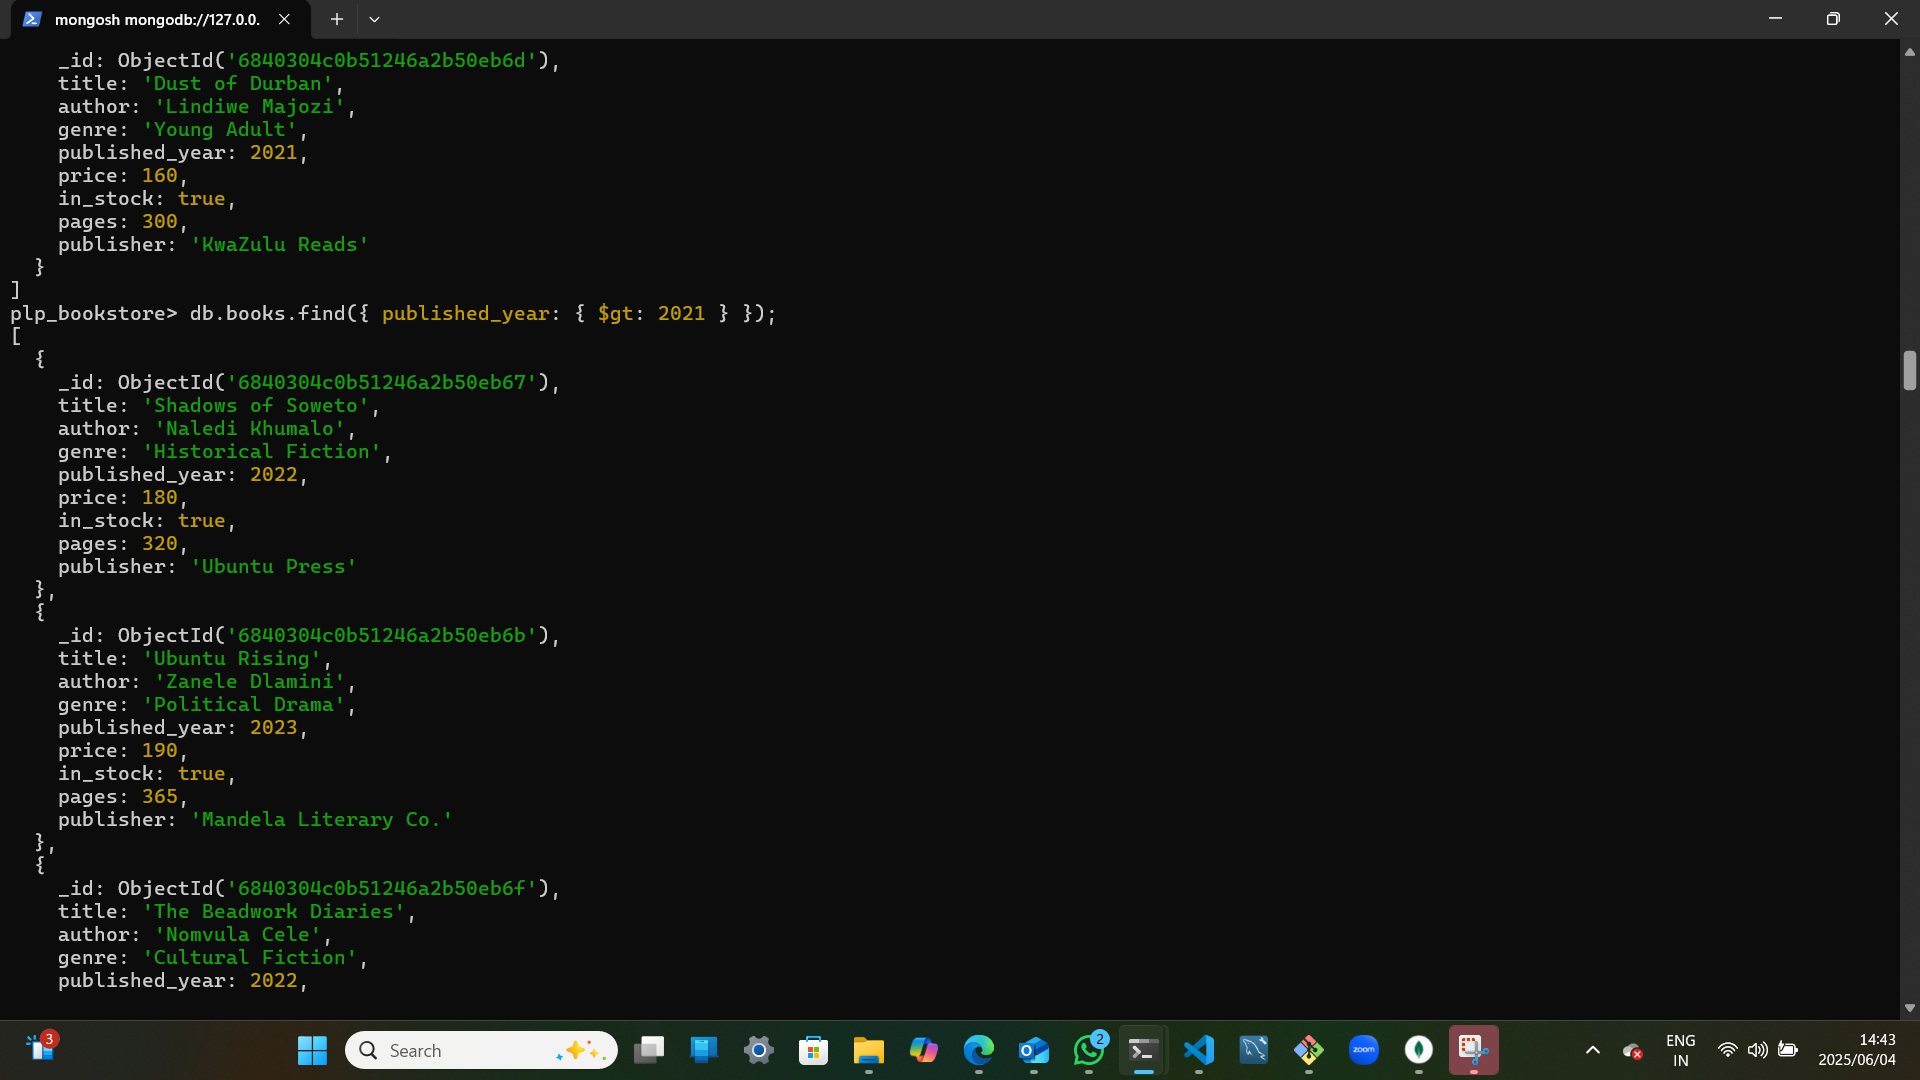 mongosh mongodb://127.0.0.
_id: ObjectId('6840304c0b51246a2b50eb6d'),
title: 'Dust of Durban',
author: 'Lindiwe Majozi',
genre: 'Young Adult',
published_year: 2021,
price: 160,
in_stock: true,
pages: 300,
publisher: 'KwaZulu Reads'
}
]
plp_bookstore> db.books.find({ published_year: { $gt: 2021 } });
[
{
_id: ObjectId('6840304c0b51246a2b50eb67'),
title: 'Shadows of Soweto',
author: 'Naledi Khumalo',
genre: 'Historical Fiction',
published_year: 2022,
price: 180,
in_stock: true,
pages: 320,
publisher: 'Ubuntu Press'
},
{
_id: ObjectId('6840304c0b51246a2b50eb6b'),
title: 'Ubuntu Rising',
author: 'Zanele Dlamini',
genre: 'Political Drama',
published_year: 2023,
price: 190,
in_stock: true,
pages: 365,
publisher: 'Mandela Literary Co.'
},
{
_id: ObjectId('6840304c0b51246a2b50eb6f'),
title: 'The Beadwork Diaries',
author: 'Nomvula Cele',
genre: 'Cultural Fiction',
published_year: 2022,
3
Search
2
zoom
ENG
IN
14:43
2025/06/04